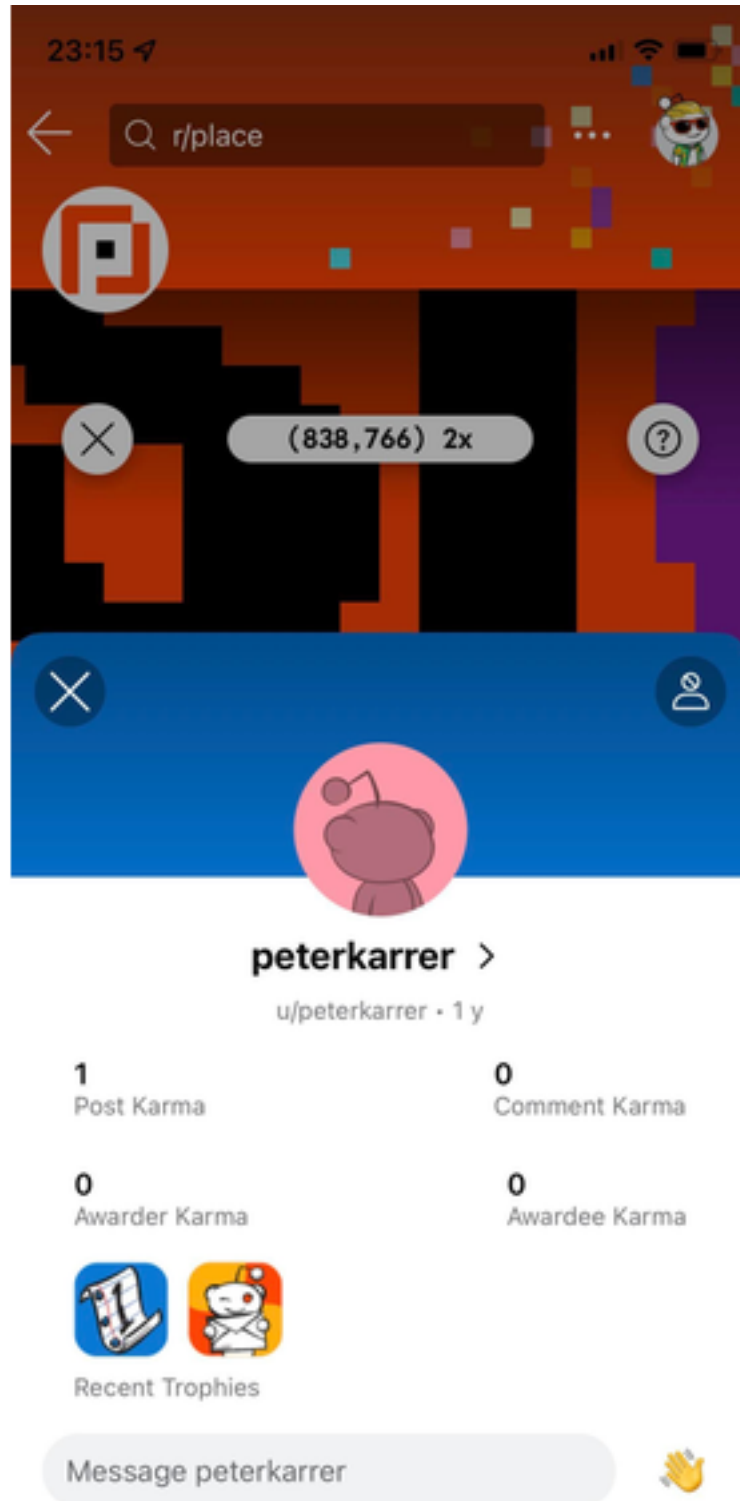 23:15
r/place
(838,766) 2x
?
peterkarrer >
u/peterkarrer • 1 y
1 0
Post Karma Comment Karma
0 0
Awarder Karma Awardee Karma
1
Recent Trophies
Message peterkarrer